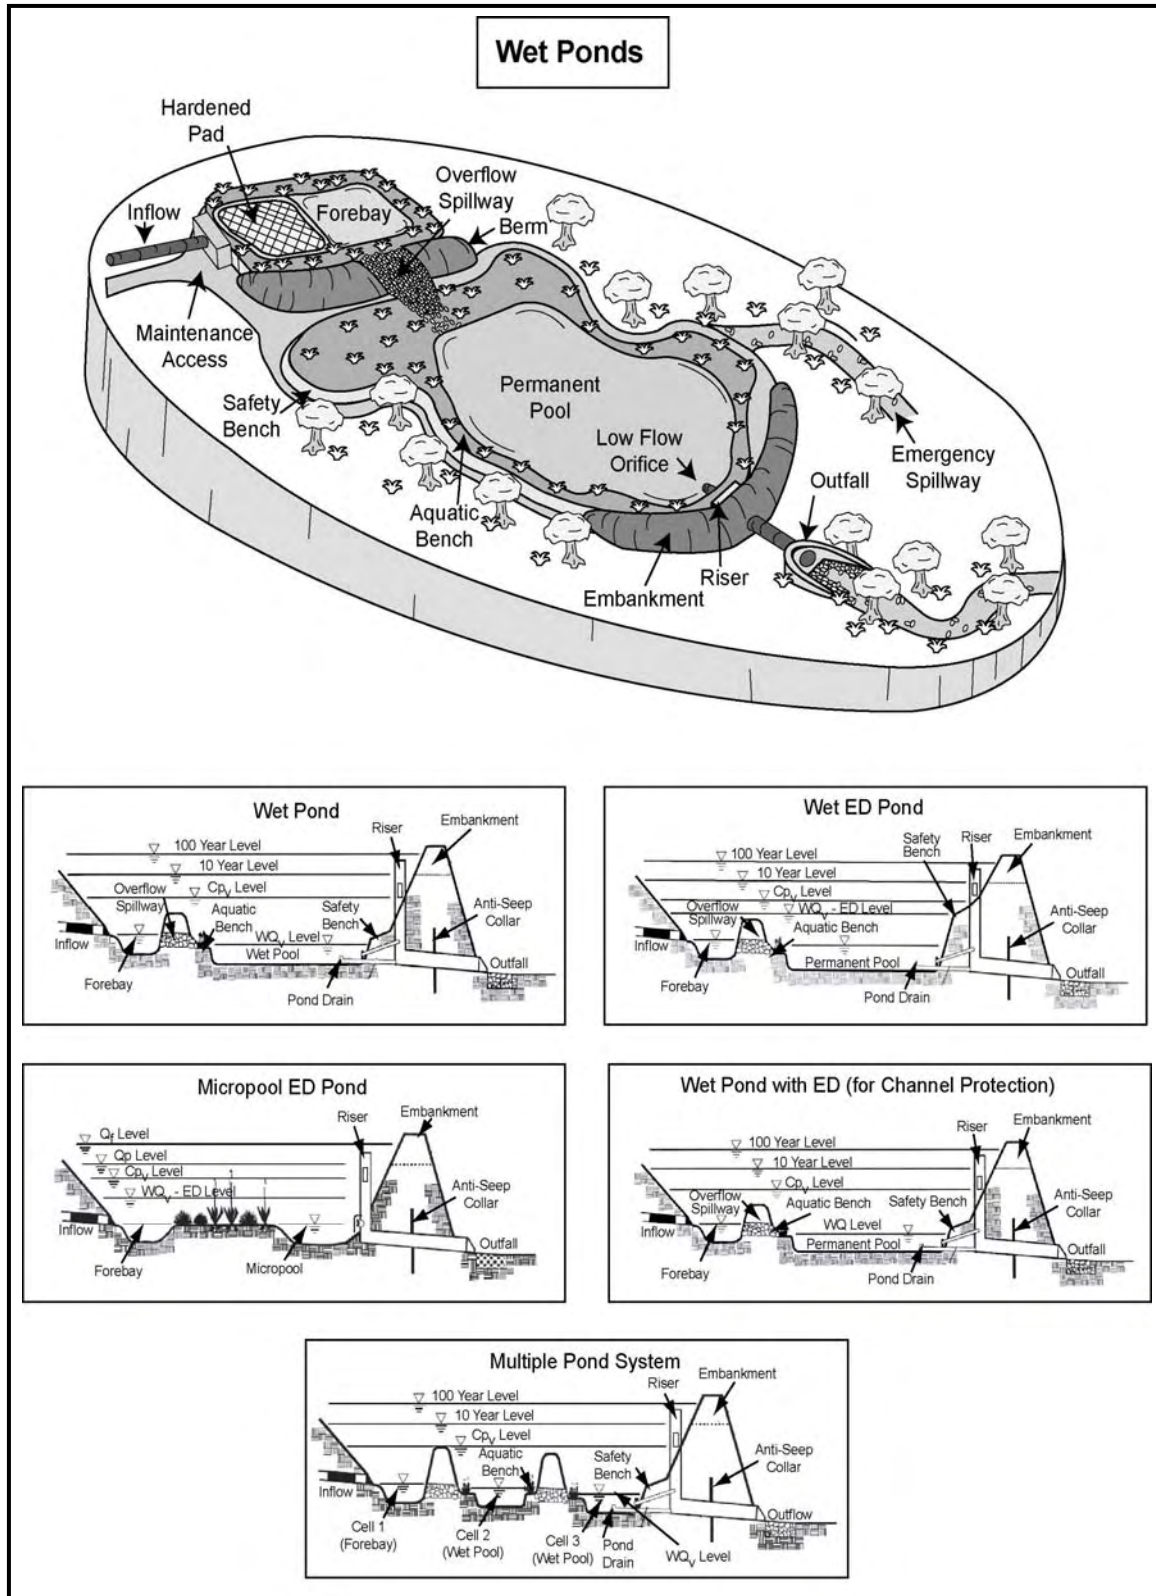 Wet Ponds
Hardened
Pad
Overflow
Spillway
Inflow
Forebay
Berm
Maintenance
Access
Safety
Bench
Permanent
Pool
Low Flow
Orifice
Emergency
Spillway
Outfall
Aquatic
Bench
Riser
Embankment
Wet Pond
Riser
Embankment
100 Year Level
10 Year Level
Cpv Level
Overflow
Spillway
Aquatic
Bench
Safety
Bench
Anti-Seep
Collar
WQv Level
Inflow
Wet Pool
Forebay
Outfall
Pond Drain
Wet ED Pond
Safety
Bench
Riser
Embankment
100 Year Level
10 Year Level
Cpv Level
WQv - ED Level
Overflow
Spillway
Aquatic Bench
Anti-Seep
Collar
Inflow
Permanent Pool
Forebay
Outfall
Pond Drain
Micropool ED Pond
Riser
Embankment
Qf Level
Qp Level
Cpv Level
WQv - ED Level
Anti-Seep
Collar
Inflow
Forebay
Micropool
Outfall
Wet Pond with ED (for Channel Protection)
Riser
Embankment
100 Year Level
10 Year Level
Cpv Level
Overflow
Spillway
Aquatic Bench
Safety Bench
Anti-Seep
Collar
WQ Level
Inflow
Permanent Pool
Forebay
Outfall
Pond Drain
Multiple Pond System
Riser
Embankment
100 Year Level
10 Year Level
Cpv Level
Aquatic
Bench
Safety
Bench
Anti-Seep
Collar
Inflow
Outflow
Cell 1
(Forebay)
Cell 2
(Wet Pool)
Cell 3
(Wet Pool)
Pond
Drain
WQv Level